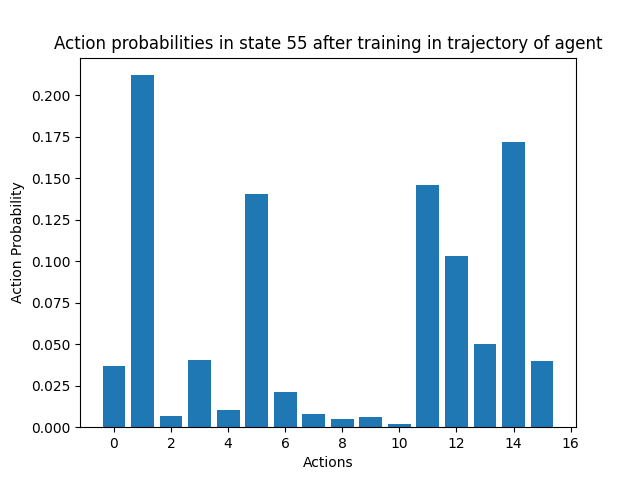 Action probabilities in state 55 after training in trajectory of agent
0.200
0.175
0.150
0.125
0.100
0.075
0.050
0.025
0.000
Action Probability
0 2 4 6 8 10 12 14 16
Actions